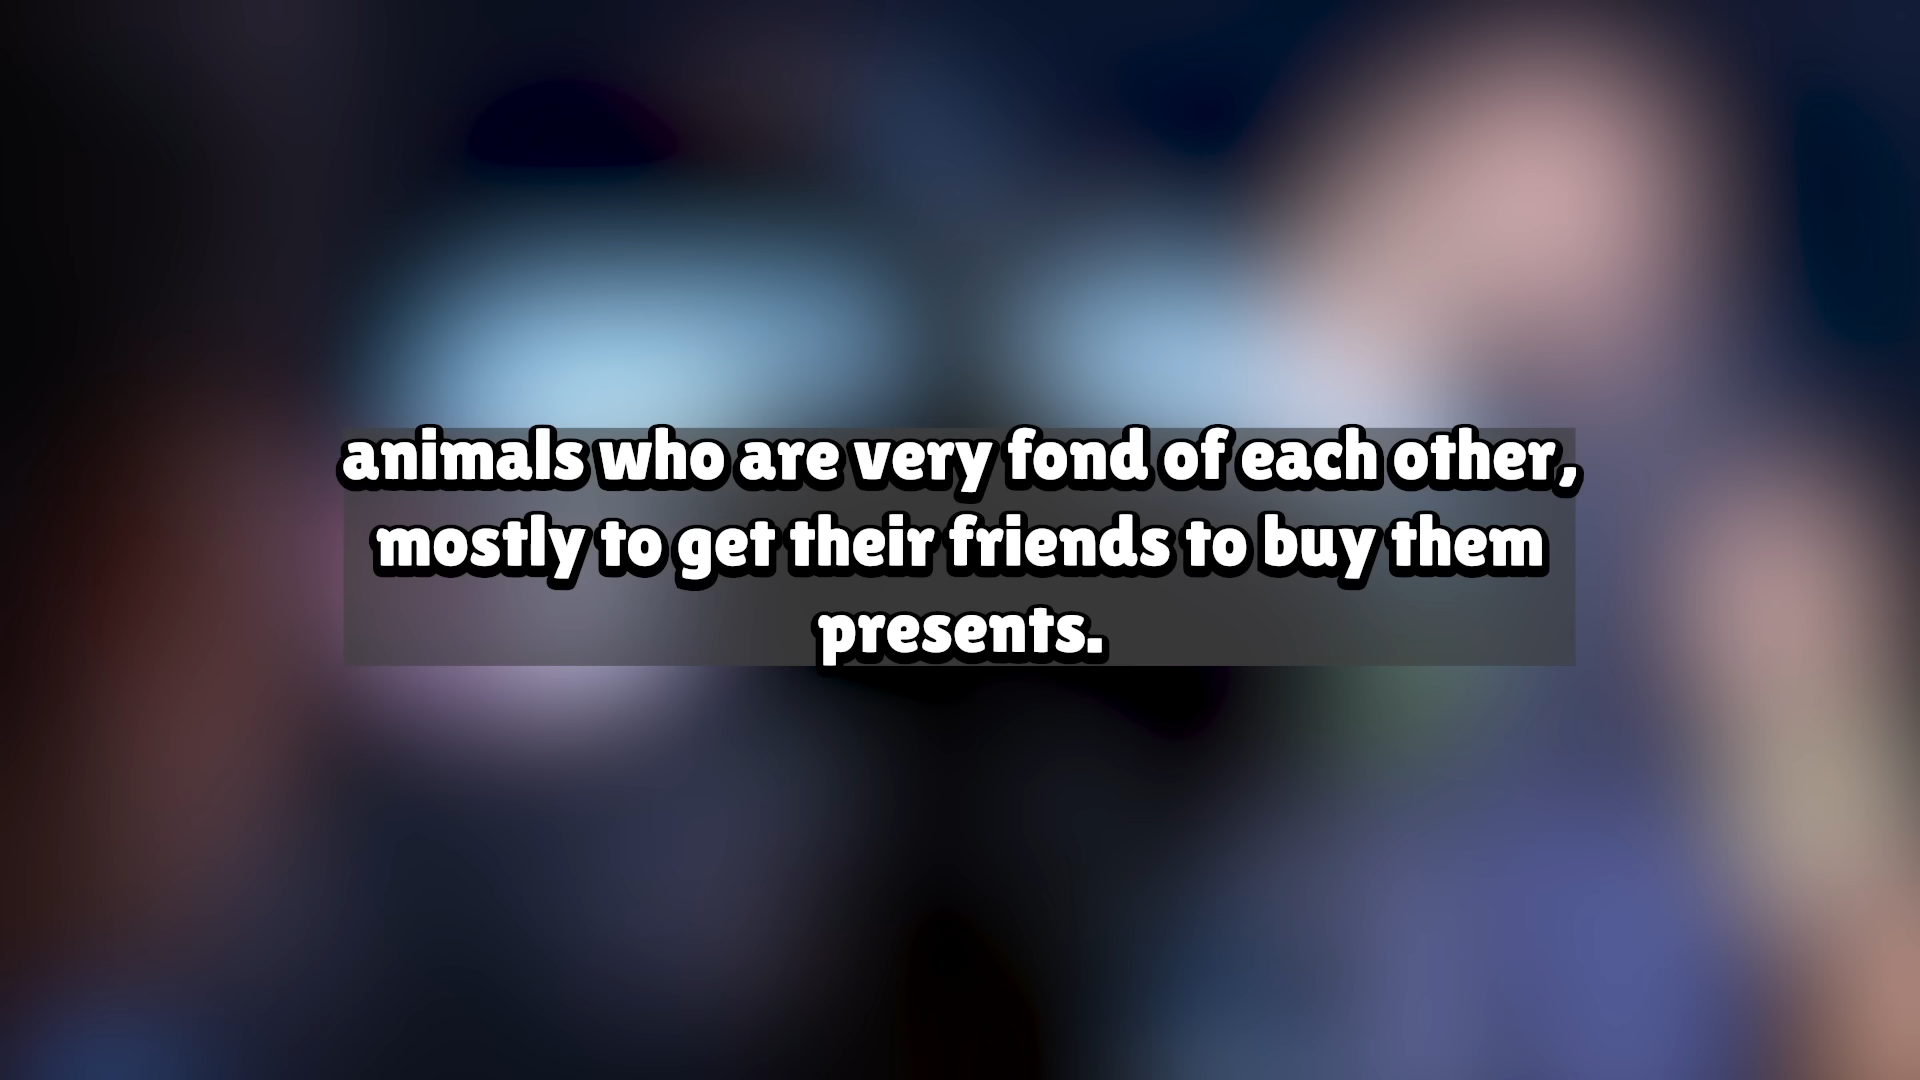 animals who are very fond of each other,
mostly to get their friends to buy them
presents.